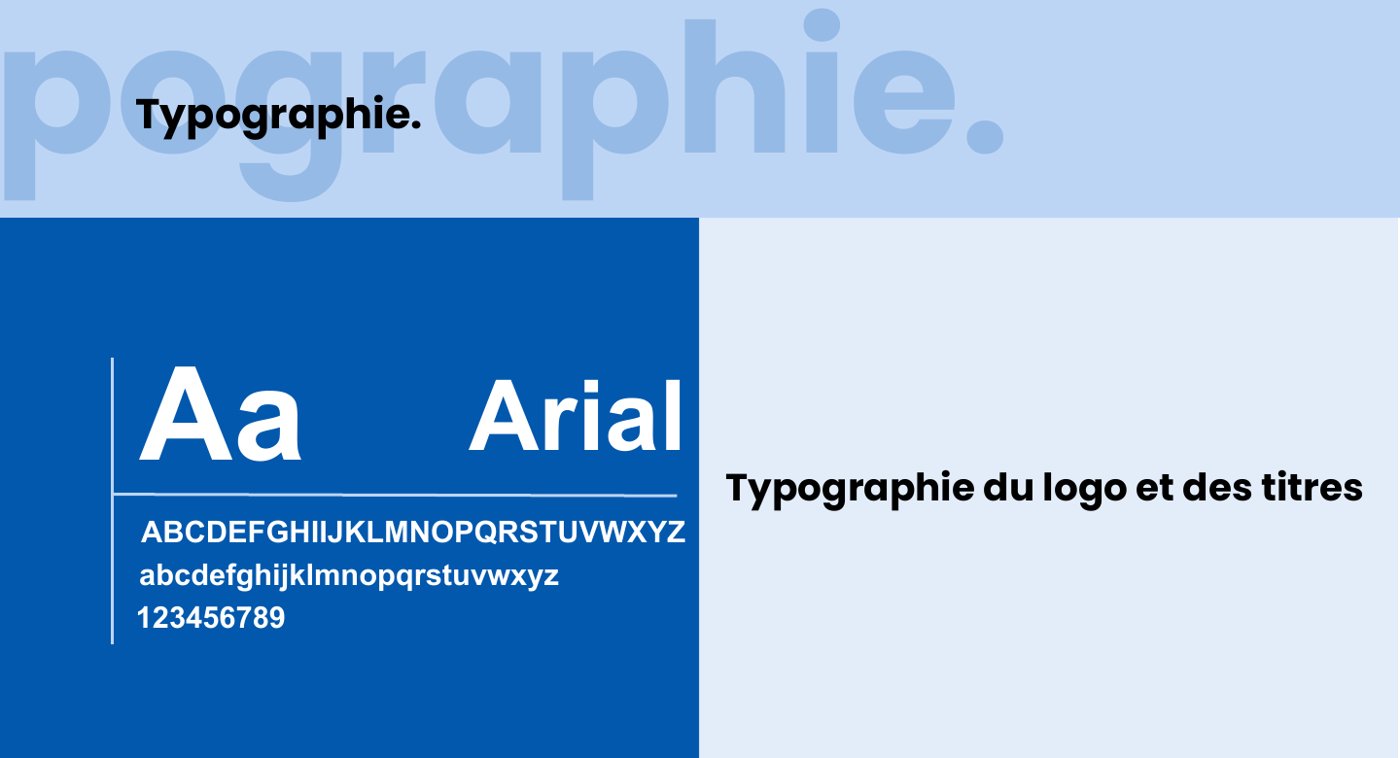 pographie.
Typographie.
Aa
Arial
ABCDEFGHIIJKLMNOPQRSTUVWXYZ
abcdefghijklmnopqrstuvwxyz
123456789
Typographie du logo et des titres